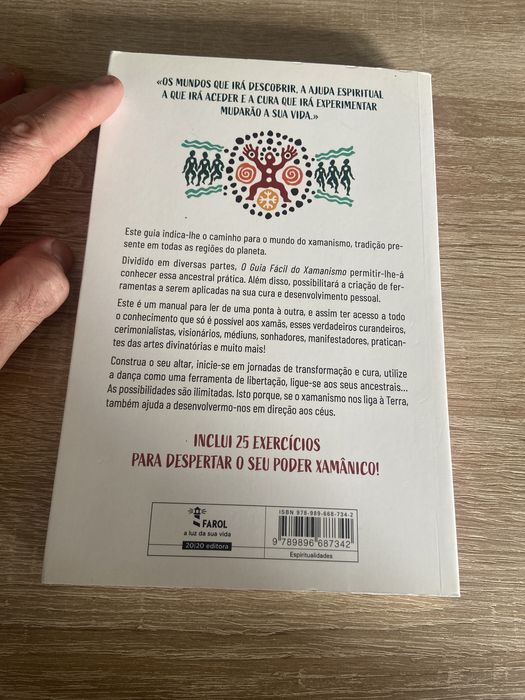 «OS MUNDOS QUE IRÁ DESCOBRIR, A AJUDA ESPIRITUAL
A QUE IRÁ ACEDER E A CURA QUE IRÁ EXPERIMENTAR
MUDARÃO A SUA VIDA.»
Este guia indica-lhe o caminho para o mundo do xamanismo, tradição pre-
sente em todas as regiões do planeta.
Dividido em diversas partes, O Guia Fácil do Xamanismo permitir-lhe-á
conhecer essa ancestral prática. Além disso, possibilitará a criação de fer-
ramentas a serem aplicadas na sua cura e desenvolvimento pessoal.
Este é um manual para ler de uma ponta à outra, e assim ter acesso a todo
o conhecimento que só é possível aos xamãs, esses verdadeiros curandeiros,
cerimonialistas, visionários, médiuns, sonhadores, manifestadores, pratican-
tes das artes divinatórias e muito mais!
Construa o seu altar, inicie-se em jornadas de transformação e cura, utilize
a dança como uma ferramenta de libertação, ligue-se aos seus ancestrais...
As possibilidades são ilimitadas. Isto porque, se o xamanismo nos liga à Terra,
também ajuda a desenvolvermo-nos em direção aos céus.
INCLUI 25 EXERCÍCIOS
PARA DESPERTAR O SEU PODER XAMÂNICO!
FAROL
a luz da sua vida
20|20 editora
ISBN 978-989-668-734-2
9 789896 687342
Espiritualidades